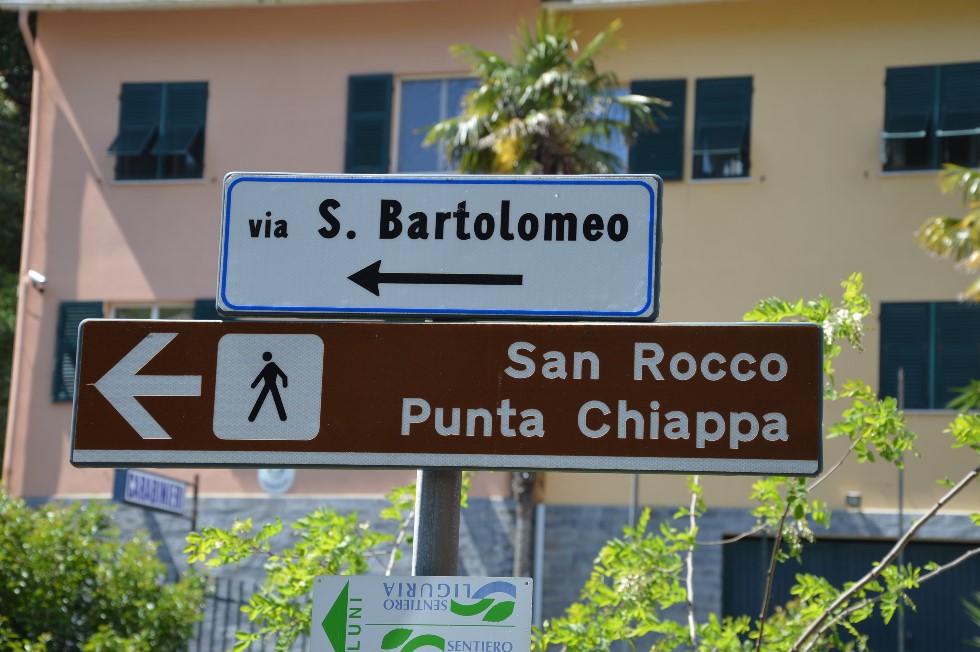 via S. Bartolomeo
San Rocco
Punta Chiappa
CARABINIERI
SENTIERO
LIGURIA
LUNI
SENTIERO